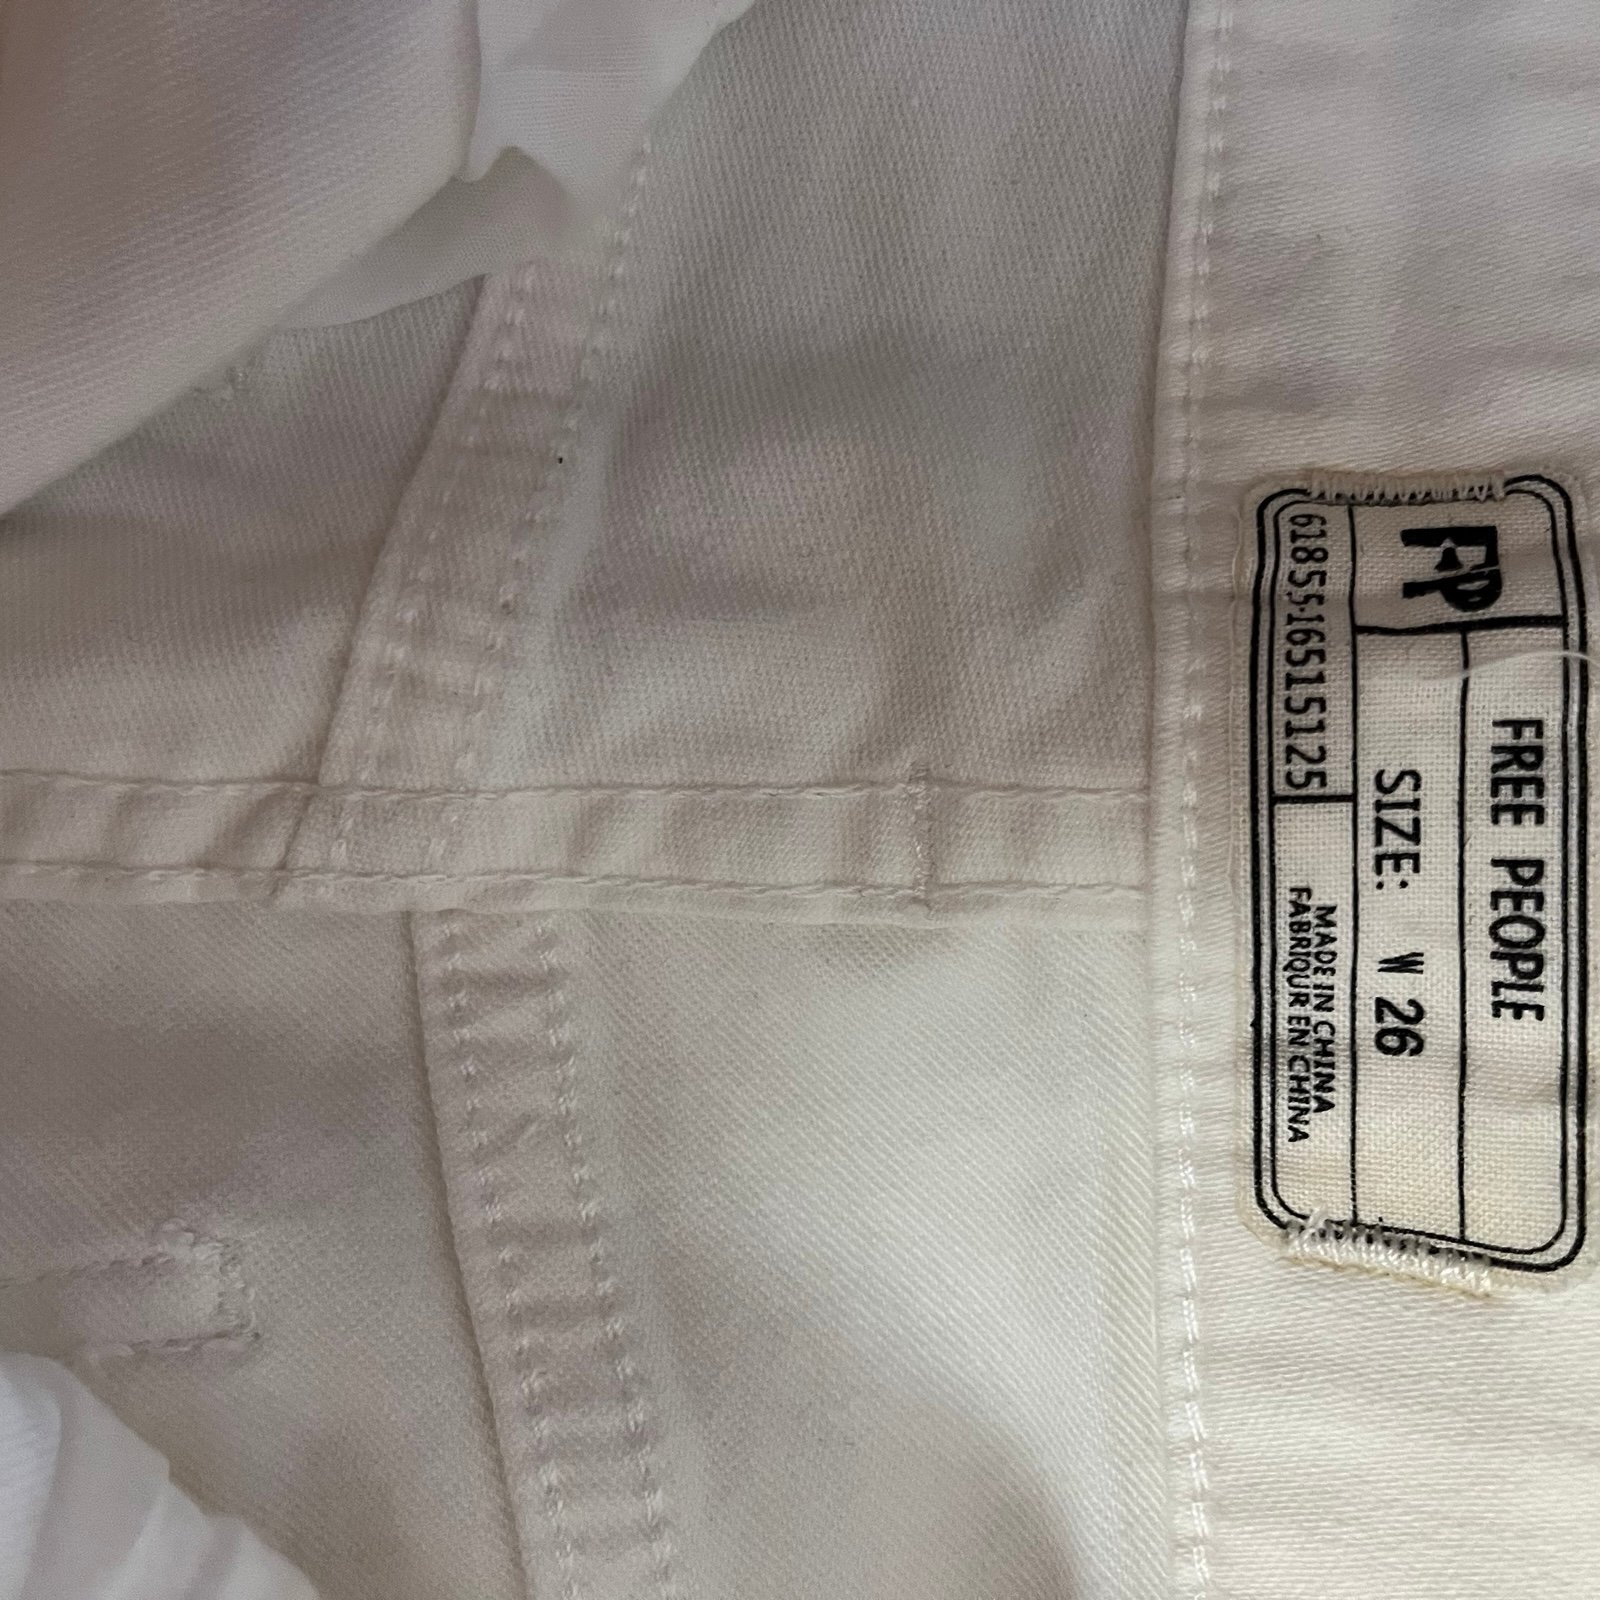 FP
FREE PEOPLE
SIZE: W 26
61855-16515125
MADE IN CHINA
FABRIQUR EN CHINA